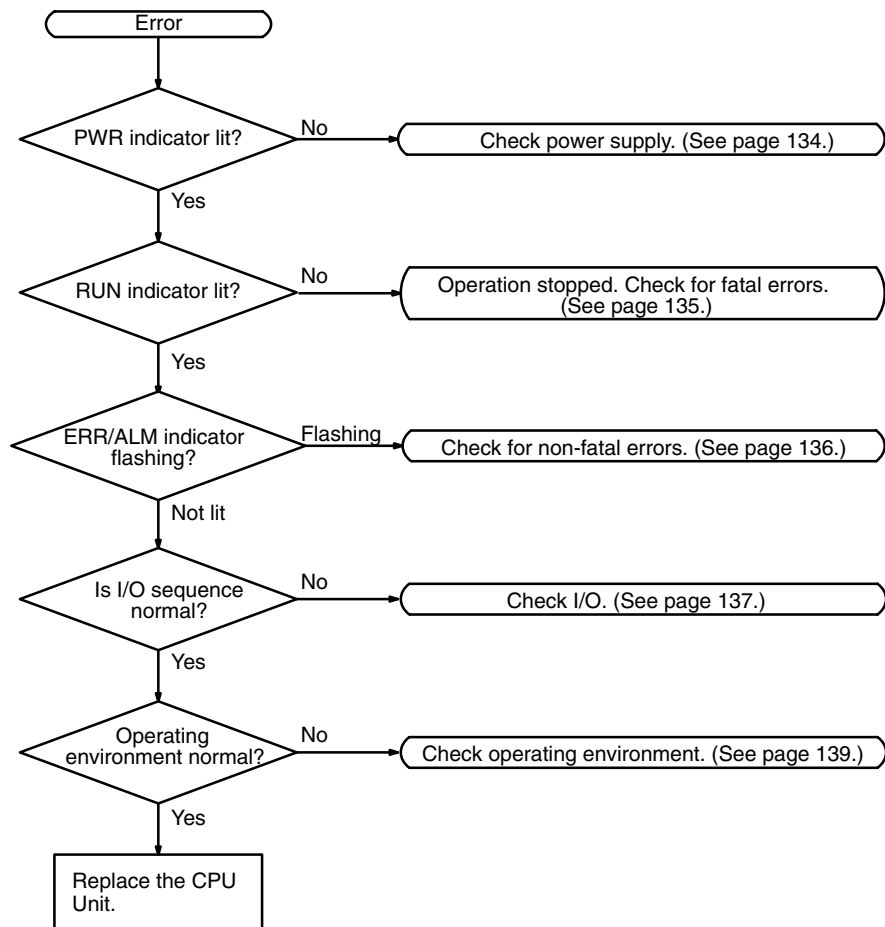 Error
PWR indicator lit?
No
Check power supply. (See page 134.)
Yes
RUN indicator lit?
No
Operation stopped. Check for fatal errors.
(See page 135.)
Yes
ERR/ALM indicator
flashing?
Flashing
Check for non-fatal errors. (See page 136.)
Not lit
Is I/O sequence
normal?
No
Check I/O. (See page 137.)
Yes
Operating
environment normal?
No
Check operating environment. (See page 139.)
Yes
Replace the CPU
Unit.